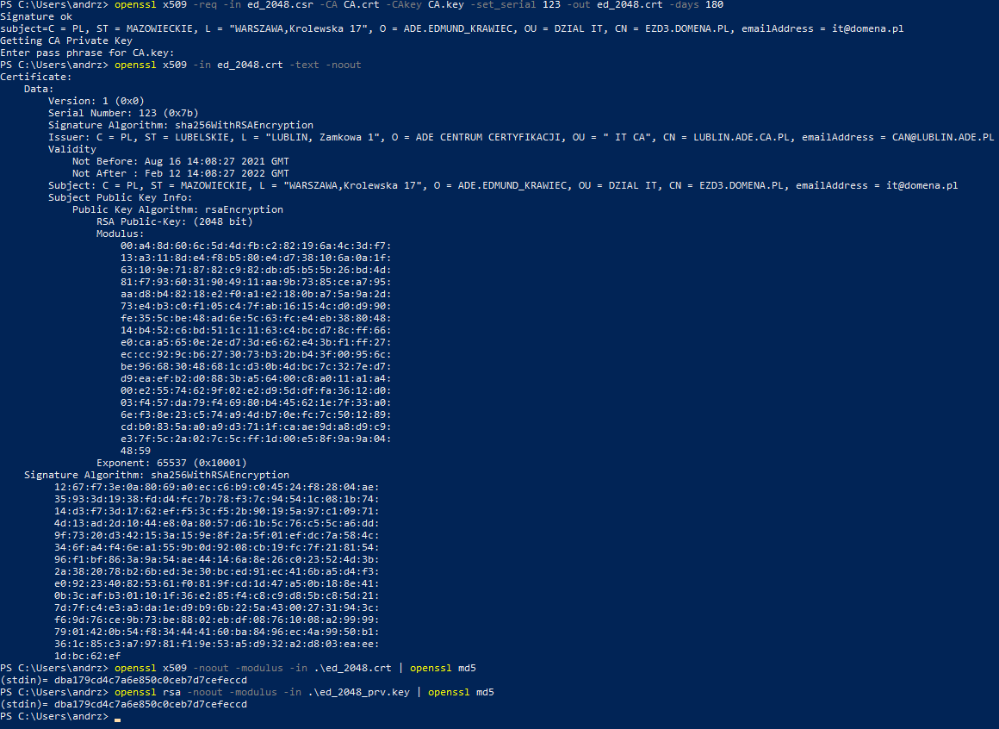 PS C:\Users\andrz> openssl x509 -req -in ed_2048.csr -CA CA.crt -CAkey CA.key -set_serial 123 -out ed_2048.crt -days 180
Signature ok
subject=C = PL, ST = MAZOWIECKIE, L = "WARSZAWA,Krolewska 17", O = ADE.EDMUND_KRAWIEC, OU = DZIAL IT, CN = EZD3.DOMENA.PL, emailAddress = it@domena.pl
Getting CA Private Key
Enter pass phrase for CA.key:
PS C:\Users\andrz> openssl x509 -in ed_2048.crt -text -noout
Certificate:
    Data:
        Version: 1 (0x0)
        Serial Number: 123 (0x7b)
        Signature Algorithm: sha256WithRSAEncryption
        Issuer: C = PL, ST = LUBELSKIE, L = "LUBLIN, Zamkowa 1", O = ADE CENTRUM CERTYFIKACJI, OU = " IT CA", CN = LUBLIN.ADE.CA.PL, emailAddress = CAN@LUBLIN.ADE.PL
        Validity
            Not Before: Aug 16 14:08:27 2021 GMT
            Not After : Feb 12 14:08:27 2022 GMT
        Subject: C = PL, ST = MAZOWIECKIE, L = "WARSZAWA,Krolewska 17", O = ADE.EDMUND_KRAWIEC, OU = DZIAL IT, CN = EZD3.DOMENA.PL, emailAddress = it@domena.pl
        Subject Public Key Info:
            Public Key Algorithm: rsaEncryption
                RSA Public-Key: (2048 bit)
                Modulus:
                    00:a4:8d:60:6c:5d:4d:fb:c2:82:19:6a:4c:3d:f7:
                    13:a3:11:8d:e4:f8:b5:80:e4:d7:38:10:6a:0a:1f:
                    63:10:9e:71:87:82:c9:82:db:d5:b5:5b:26:bd:4d:
                    81:f7:93:60:31:90:49:11:aa:9b:73:85:ce:a7:95:
                    aa:d8:b4:82:18:e2:f0:a1:e2:18:0b:a7:5a:9a:2d:
                    73:e4:b3:c0:f1:05:c4:7f:ab:16:15:4c:d0:d9:90:
                    fe:35:5c:be:48:ad:6e:5c:63:fc:e4:eb:38:80:48:
                    14:b4:52:c6:bd:51:1c:11:63:c4:bc:d7:8c:ff:66:
                    e0:ca:a5:65:0e:2e:d7:3d:e6:62:e4:3b:f1:ff:27:
                    ec:cc:92:9c:b6:27:30:73:b3:2b:b4:3f:00:95:6c:
                    be:96:68:30:48:68:1c:d3:0b:4d:bc:7c:32:7e:d7:
                    d9:ea:ef:b2:d0:88:3b:a5:64:00:c8:a0:11:a1:a4:
                    00:e2:55:74:62:9f:02:e2:d9:5d:df:fa:36:12:d0:
                    03:f4:57:da:79:f4:69:80:b4:45:62:1e:7f:33:a0:
                    6e:f3:8e:23:c5:74:a9:4d:b7:0e:fc:7c:50:12:89:
                    cd:b0:83:5a:a0:a9:d3:71:1f:ca:ae:9d:a8:d9:c9:
                    e3:7f:5c:2a:02:7c:5c:ff:1d:00:e5:8f:9a:9a:04:
                    48:59
                Exponent: 65537 (0x10001)
    Signature Algorithm: sha256WithRSAEncryption
         12:67:f7:3e:0a:80:69:a0:ec:c6:b9:c0:45:24:f8:28:04:ae:
         35:93:3d:19:38:fd:d4:fc:7b:78:f3:7c:94:54:1c:08:1b:74:
         14:d3:f7:3d:17:62:ef:f5:3c:f5:2b:90:19:5a:97:c1:09:71:
         4d:13:ad:2d:10:44:e8:0a:80:57:d6:1b:5c:76:c5:5c:a6:dd:
         9f:73:20:d3:42:15:3a:15:9e:8f:2a:5f:01:ef:dc:7a:58:4c:
         34:6f:a4:f4:6e:a1:55:9b:0d:92:08:cb:19:fc:7f:21:81:54:
         96:f1:bf:86:3a:9a:54:ae:44:14:6a:8e:26:c0:23:52:4d:3b:
         2a:38:20:78:b2:6b:ed:3e:30:bc:ed:91:ec:41:6b:a5:d4:f3:
         e0:92:23:40:82:53:61:f0:81:9f:cd:1d:47:a5:0b:18:8e:41:
         0b:3c:af:b3:01:10:1f:36:e2:85:f4:c8:c9:d8:5b:c8:5d:21:
         7d:7f:c4:e3:a3:da:1e:d9:b9:6b:22:5a:43:00:27:31:94:3c:
         f6:9d:76:ce:9b:73:be:88:02:eb:df:08:76:10:08:a2:99:99:
         79:01:42:0b:54:f8:34:44:41:60:ba:84:96:ec:4a:99:50:b1:
         36:1c:85:c3:a7:97:81:f1:9e:53:a5:d9:32:a2:d8:03:ea:ee:
         1d:bc:62:ef
PS C:\Users\andrz> openssl x509 -noout -modulus -in .\ed_2048.crt | openssl md5
(stdin)= dba179cd4c7a6e850c0ceb7d7cefeccd
PS C:\Users\andrz> openssl rsa -noout -modulus -in .\ed_2048_prv.key | openssl md5
(stdin)= dba179cd4c7a6e850c0ceb7d7cefeccd
PS C:\Users\andrz>